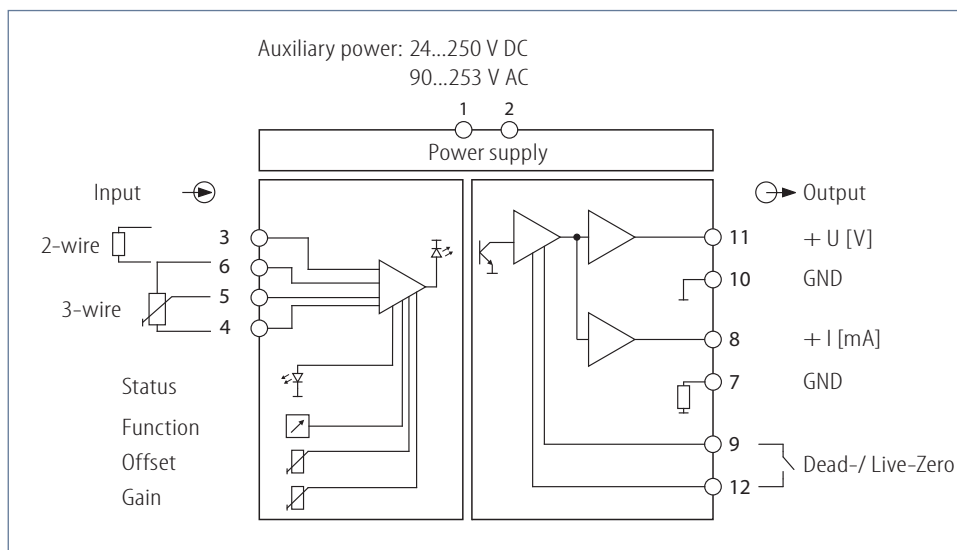 Auxiliary power: 24...250 V DC
90...253 V AC
1 2
Power supply
Input
Output
2-wire
3
6
3-wire
5
4
11 + U [V]
10 GND
8 + I [mA]
7 GND
Status
Function
Offset
Gain
9
Dead-/ Live-Zero
12